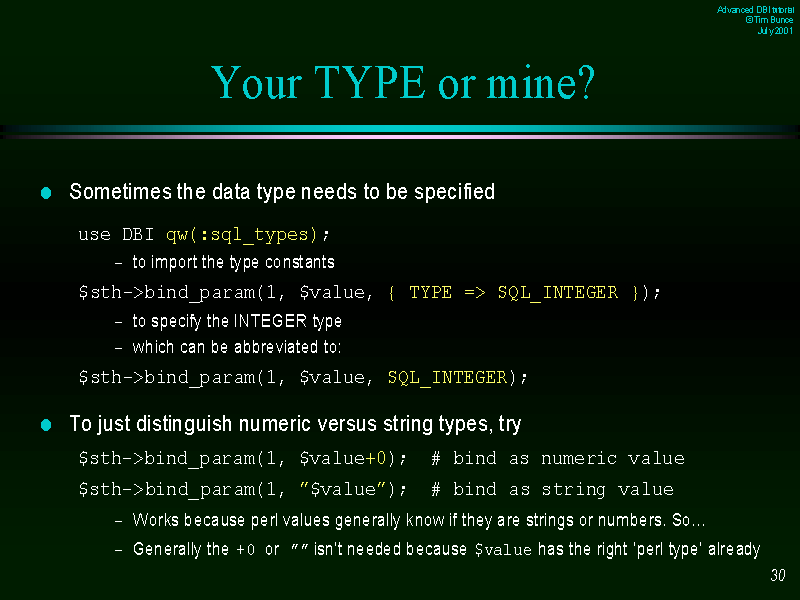 Advanced DBI tutorial
©Tim Bunce
July 2001
Your TYPE or mine?
Sometimes the data type needs to be specified
use DBI qw(:sql_types);
– to import the type constants
$sth->bind_param(1, $value, { TYPE => SQL_INTEGER });
– to specify the INTEGER type
– which can be abbreviated to:
$sth->bind_param(1, $value, SQL_INTEGER);
To just distinguish numeric versus string types, try
$sth->bind_param(1, $value+0);  # bind as numeric value
$sth->bind_param(1, ”$value”);  # bind as string value
– Works because perl values generally know if they are strings or numbers. So...
– Generally the +0 or ”” isn't needed because $value has the right 'perl type' already
30